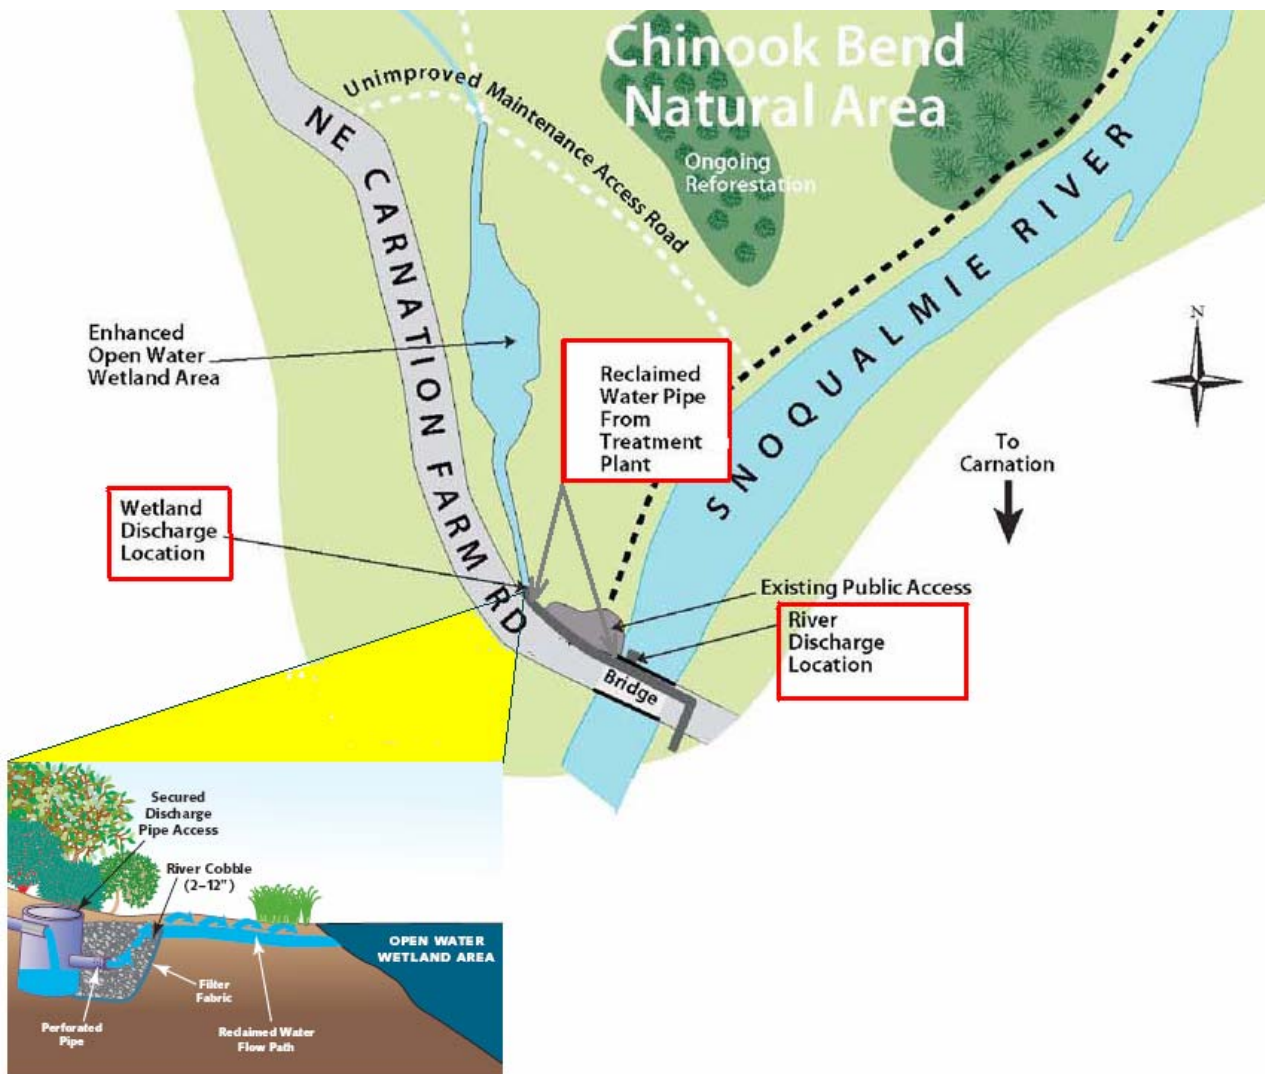 Chinook Bend
Natural Area
Unimproved Maintenance Access Road
Ongoing
Reforestation
NE CARNATION FARM RD
SNOQUALMIE RIVER
Enhanced
Open Water
Wetland Area
Reclaimed
Water Pipe
From
Treatment
Plant
N
To
Carnation
Wetland
Discharge
Location
Existing Public Access
River
Discharge
Location
Bridge
Secured
Discharge
Pipe Access
River Cobble
(2–12")
OPEN WATER
WETLAND AREA
Filter
Fabric
Perforated
Pipe
Reclaimed Water
Flow Path